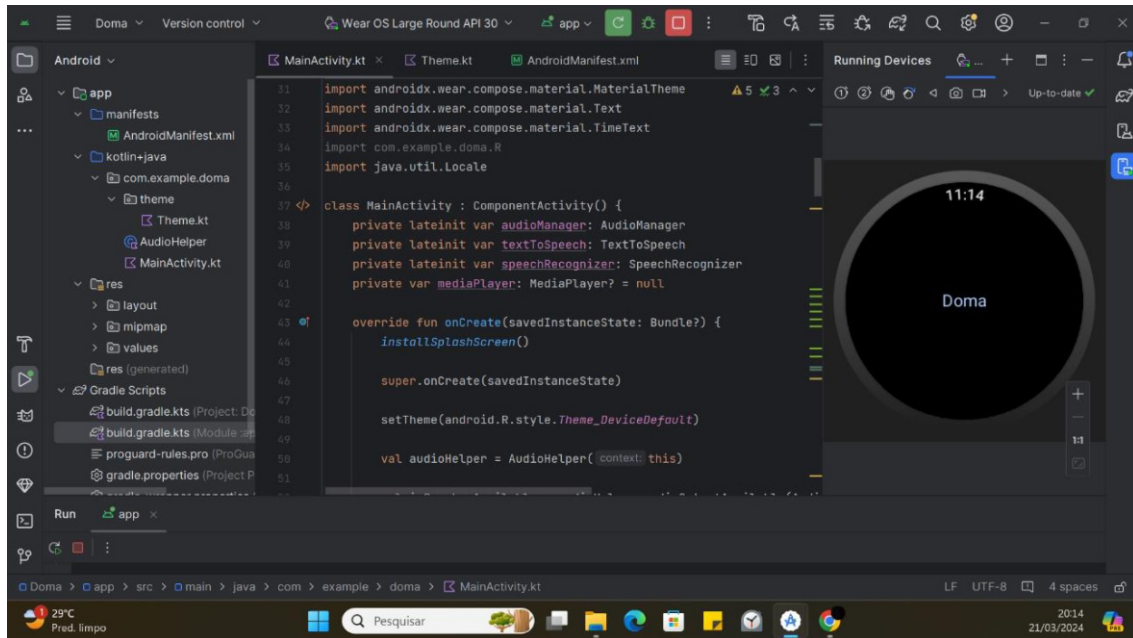 Doma Version control Wear OS Large Round API 30 app
Android
app
manifests
AndroidManifest.xml
kotlin+java
com.example.doma
theme
Theme.kt
AudioHelper
MainActivity.kt
res
layout
mipmap
values
res (generated)
Gradle Scripts
build.gradle.kts (Project: Do
build.gradle.kts (Module :ap
proguard-rules.pro (ProGua
gradle.properties (Project P
MainActivity.kt Theme.kt AndroidManifest.xml
5 3
31 import androidx.wear.compose.material.MaterialTheme
32 import androidx.wear.compose.material.Text
33 import androidx.wear.compose.material.TimeText
34 import com.example.doma.R
35 import java.util.Locale
36
37 class MainActivity : ComponentActivity() {
38 private lateinit var audioManager: AudioManager
39 private lateinit var textToSpeech: TextToSpeech
40 private lateinit var speechRecognizer: SpeechRecognizer
41 private var mediaPlayer: MediaPlayer? = null
42
43 override fun onCreate(savedInstanceState: Bundle?) {
44 installSplashScreen()
45
46 super.onCreate(savedInstanceState)
47
48 setTheme(android.R.style.Theme_DeviceDefault)
49
50 val audioHelper = AudioHelper( context: this)
51
Running Devices
Up-to-date
11:14
Doma
1:1
Run app
Doma > app > src > main > java > com > example > doma > MainActivity.kt
LF UTF-8 4 spaces
1
29°C
Pred. limpo
Pesquisar
20:14
21/03/2024